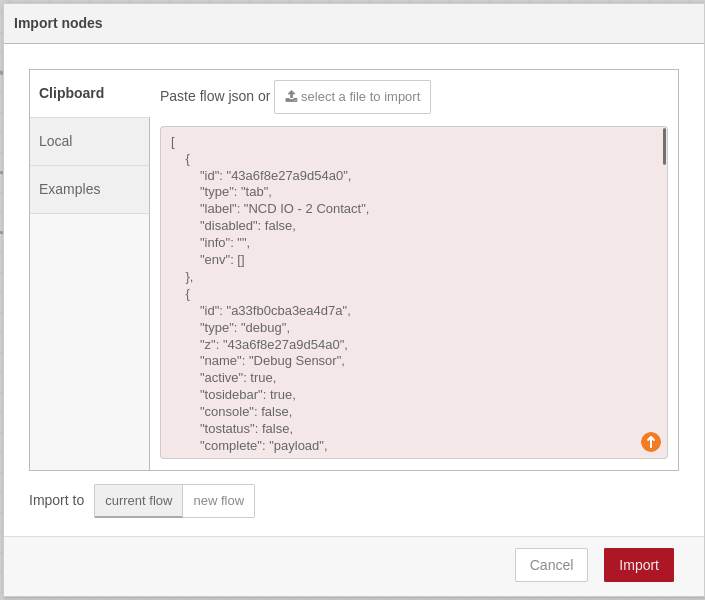 Import nodes
Clipboard
Local
Examples
Paste flow json or select a file to import
[
    {
        "id": "43a6f8e27a9d54a0",
        "type": "tab",
        "label": "NCD IO - 2 Contact",
        "disabled": false,
        "info": "",
        "env": []
    },
    {
        "id": "a33fb0cba3ea4d7a",
        "type": "debug",
        "z": "43a6f8e27a9d54a0",
        "name": "Debug Sensor",
        "active": true,
        "tosidebar": true,
        "console": false,
        "tostatus": false,
        "complete": "payload",
Import to current flow new flow
Cancel Import